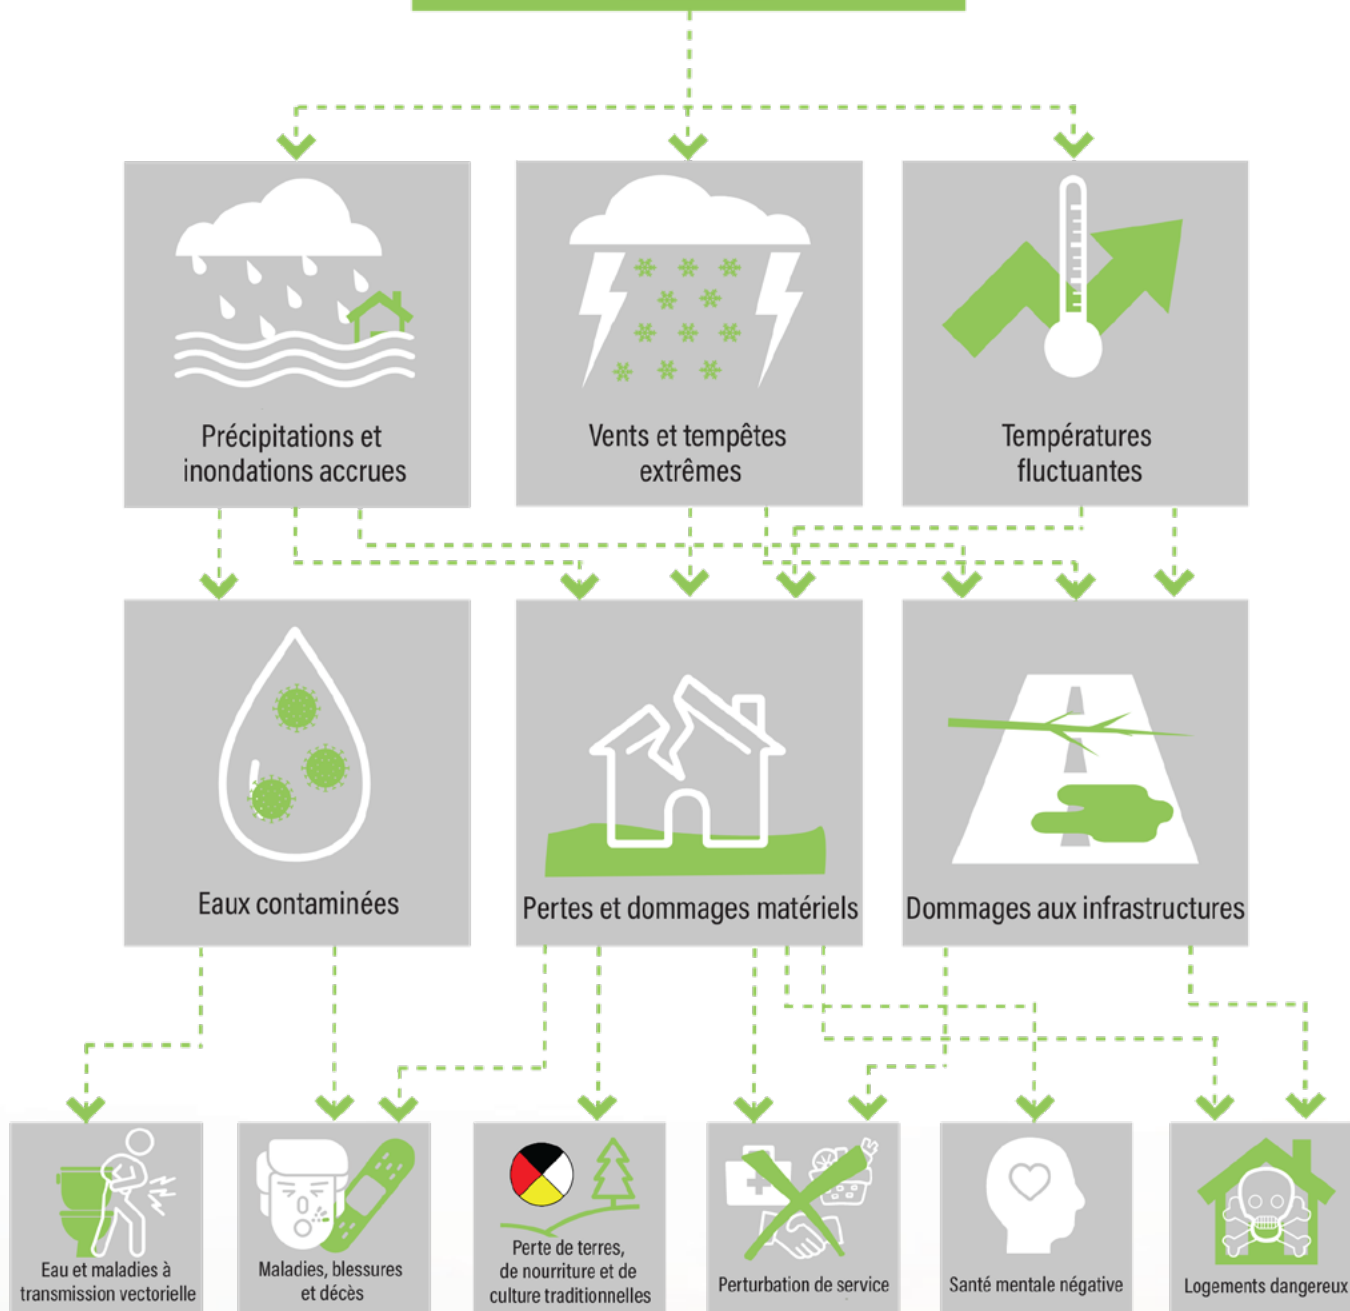 Précipitations et
inondations accrues
Vents et tempêtes
extrêmes
Températures
fluctuantes
Eaux contaminées
Pertes et dommages matériels
Dommages aux infrastructures
Eau et maladies à
transmission vectorielle
Maladies, blessures
et décès
Perte de terres,
de nourriture et de
culture traditionnelles
Perturbation de service
Santé mentale négative
Logements dangereux